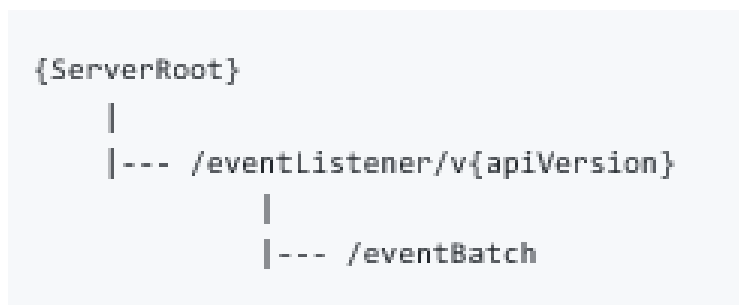 {ServerRoot}
|
|--- /eventListener/v{apiVersion}
|
|--- /eventBatch